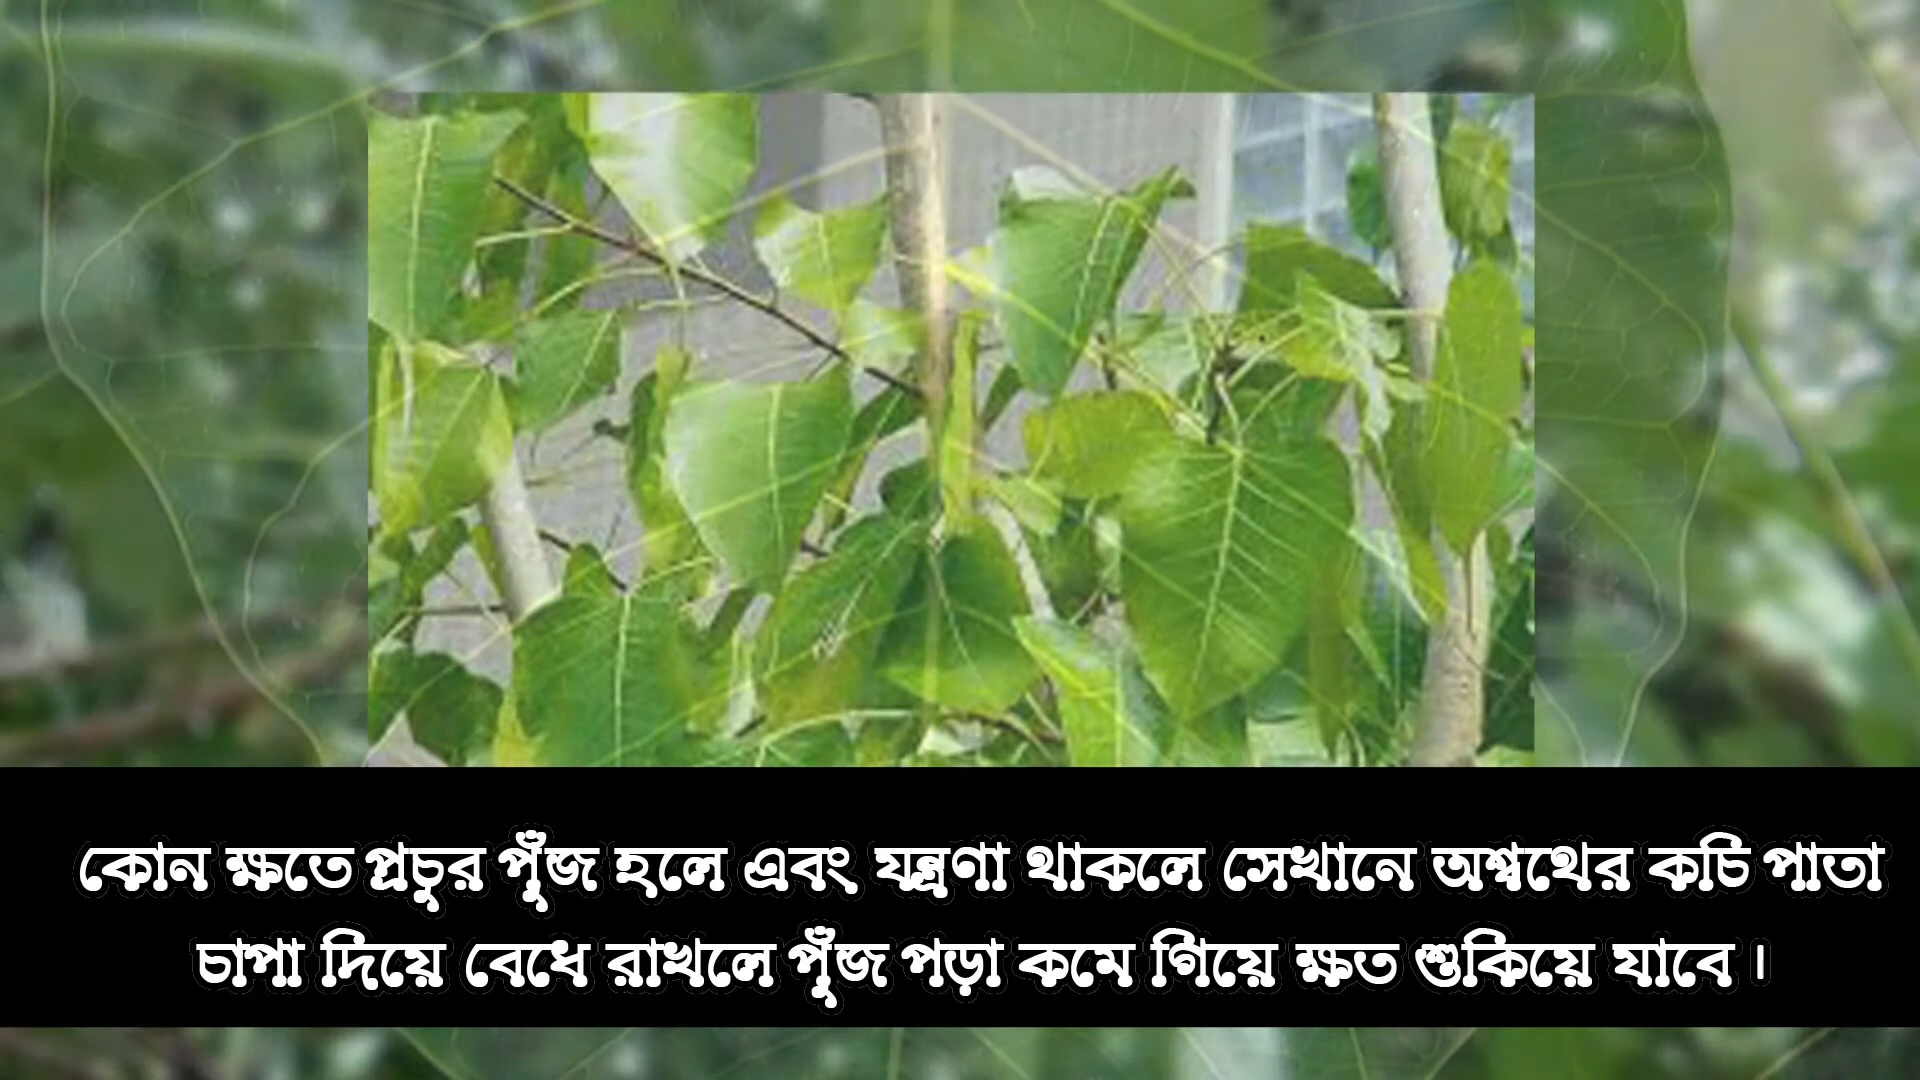 কোন ক্ষতে প্রচুর পুঁজ হলে এবং যন্ত্রণা থাকলে সেখানে অশ্বথের কচি পাতা
চাপা দিয়ে বেধে রাখলে পুঁজ পড়া কমে গিয়ে ক্ষত শুকিয়ে যাবে।